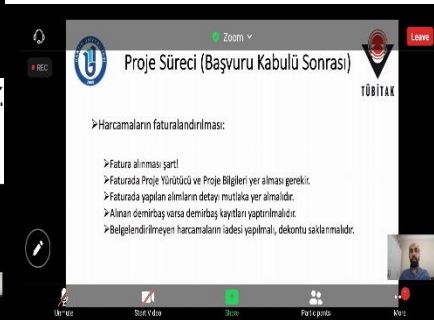 Zoom
Leave
REC
Proje Süreci (Başvuru Kabulü Sonrası)
TÜBİTAK
➢Harcamaların faturalandırılması:
➢Fatura alınması şart!
➢Faturada Proje Yürütücü ve Proje Bilgileri yer alması gerekir.
➢Faturada yapılan alımların detayı mutlaka yer almalıdır.
➢Alınan demirbaş varsa demirbaş kayıtları yaptırılmalıdır.
➢Belgelendirilmeyen harcamaların iadesi yapılmalı, dekontu saklanmalıdır.
Unmute Start Video Share Participants More